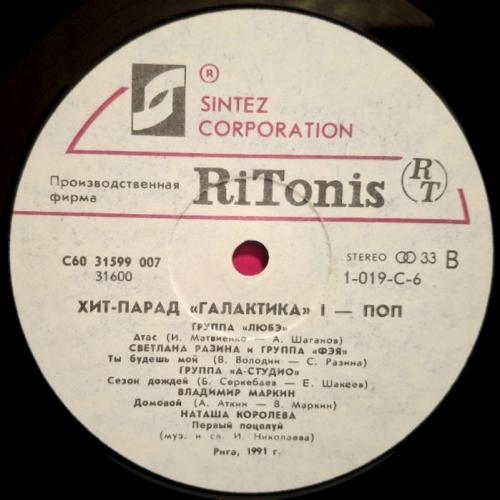 ®
SINTEZ
CORPORATION
Производственная
фирма
RiTonis
RT
С60 31599 007
31600
STEREO 33 B
1-019-C-6
ХИТ-ПАРАД «ГАЛАКТИКА» I — ПОП
ГРУППА «ЛЮБЭ»
Атас (И. Матвиенко — А. Шаганов)
СВЕТЛАНА РАЗИНА и ГРУППА «ФЭЯ»
Ты будешь мой (В. Володин — С. Разина)
ГРУППА «А-СТУДИО»
Сезон дождей (Б. Серкебаев — Е. Шакеев)
ВЛАДИМИР МАРКИН
Домовой (А. Аткин — В. Маркин)
НАТАША КОРОЛЕВА
Первый поцелуй
(муз. и сл. И. Николаева)
Рига, 1991 г.